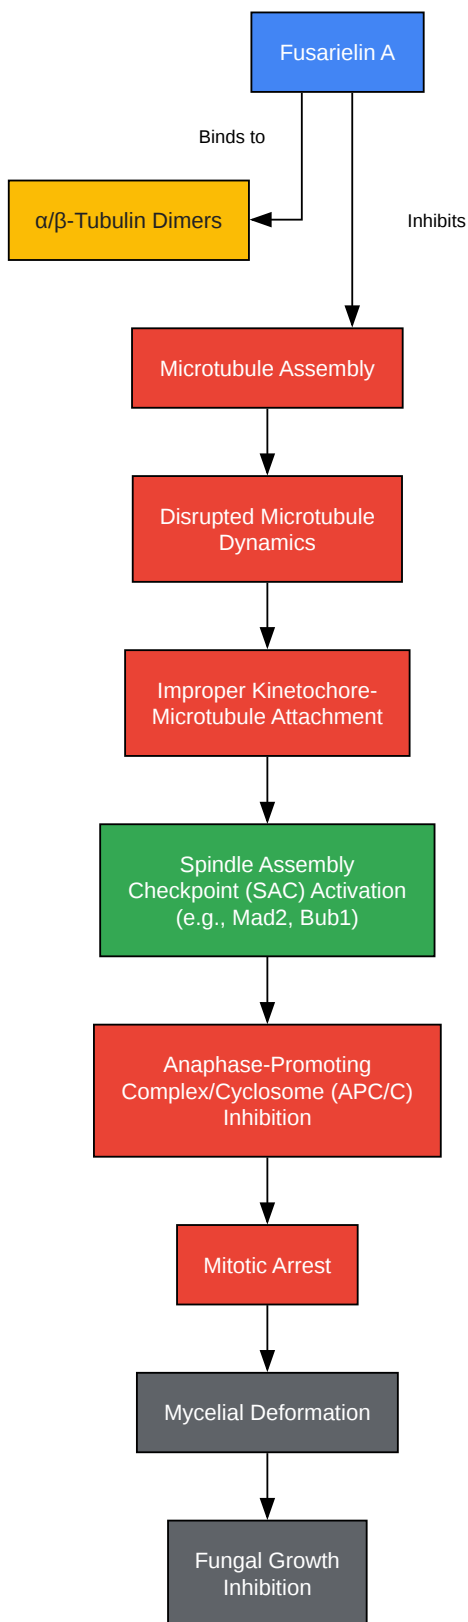 Fusarielin A
Binds to
α/β-Tubulin Dimers
Inhibits
Microtubule Assembly
Disrupted Microtubule
Dynamics
Improper Kinetochore-
Microtubule Attachment
Spindle Assembly
Checkpoint (SAC) Activation
(e.g., Mad2, Bub1)
Anaphase-Promoting
Complex/Cyclosome (APC/C)
Inhibition
Mitotic Arrest
Mycelial Deformation
Fungal Growth
Inhibition